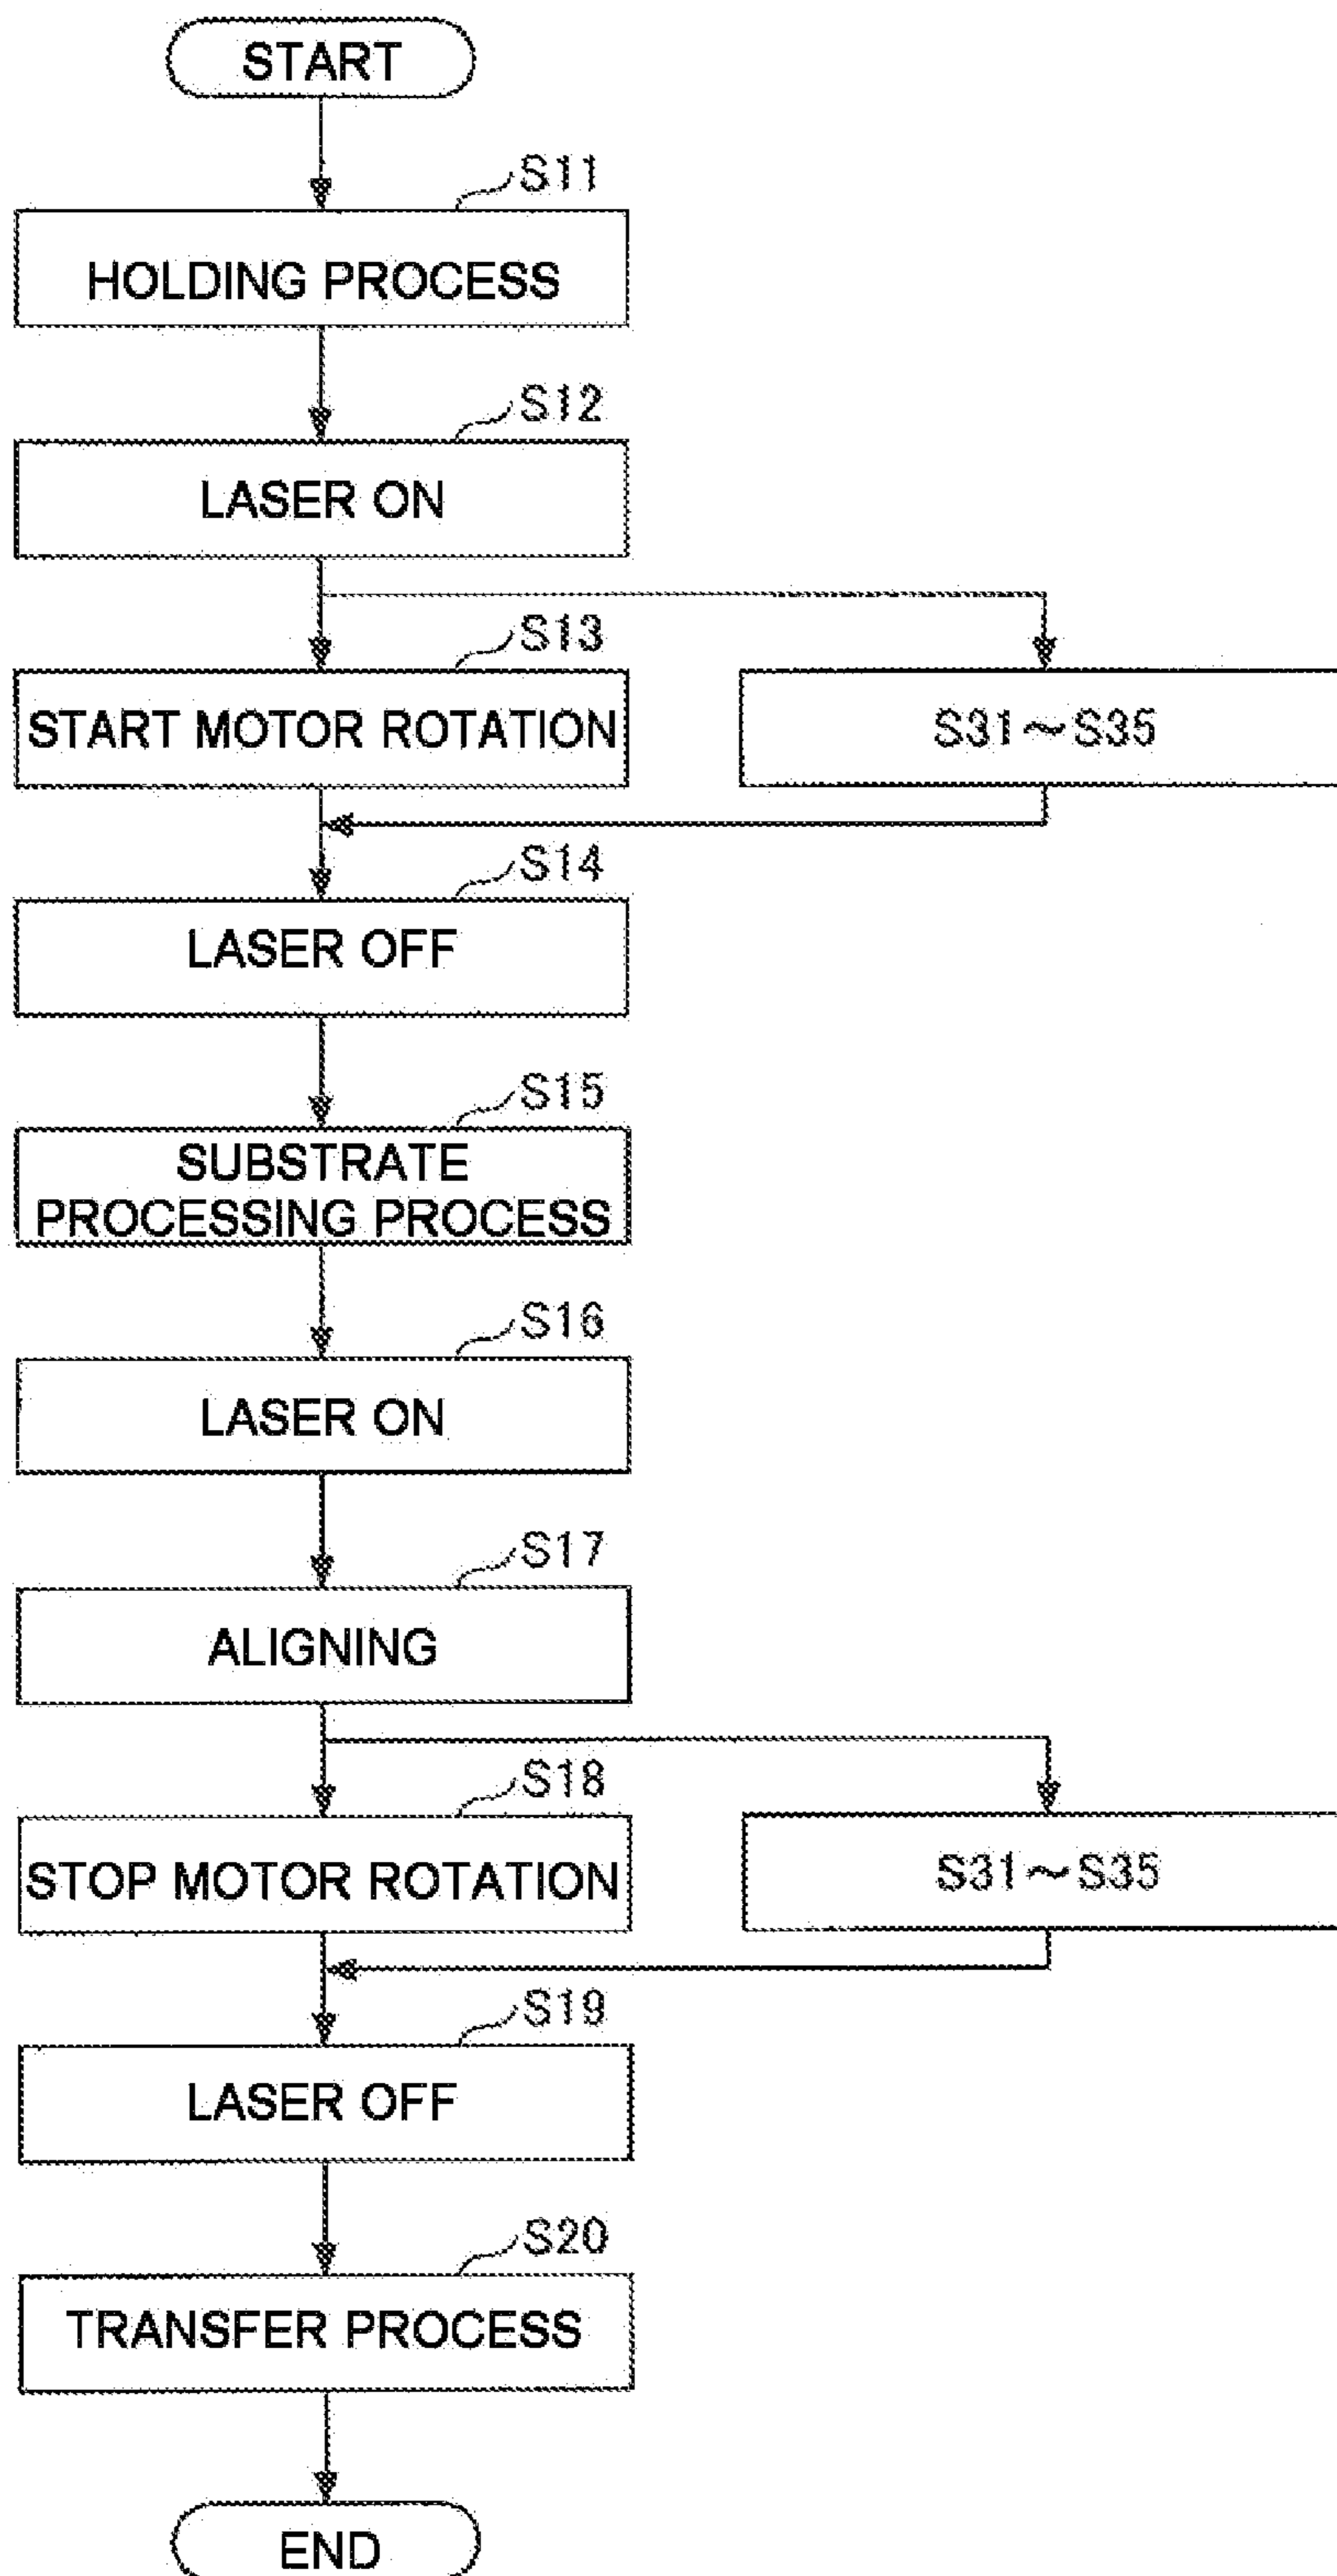 START
S11
HOLDING PROCESS
S12
LASER ON
S13
START MOTOR ROTATION
S31～S35
S14
LASER OFF
S15
SUBSTRATE
PROCESSING PROCESS
S16
LASER ON
S17
ALIGNING
S18
STOP MOTOR ROTATION
S31～S35
S19
LASER OFF
S20
TRANSFER PROCESS
END